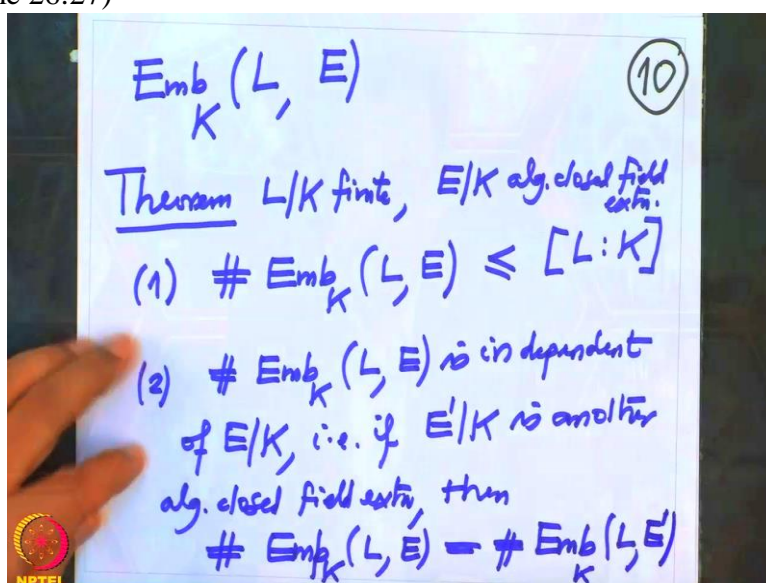 Emb_K (L, E)
10
Theorem L/K finite, E/K alg. closed field extn.
(1) # Emb_K (L, E) ⩽ [L:K]
(2) # Emb_K (L, E) is independent
of E/K, i.e. if E'/K is another
alg. closed field extn, then
# Emb_K (L, E) = # Emb_K (L, E')
NPTEL